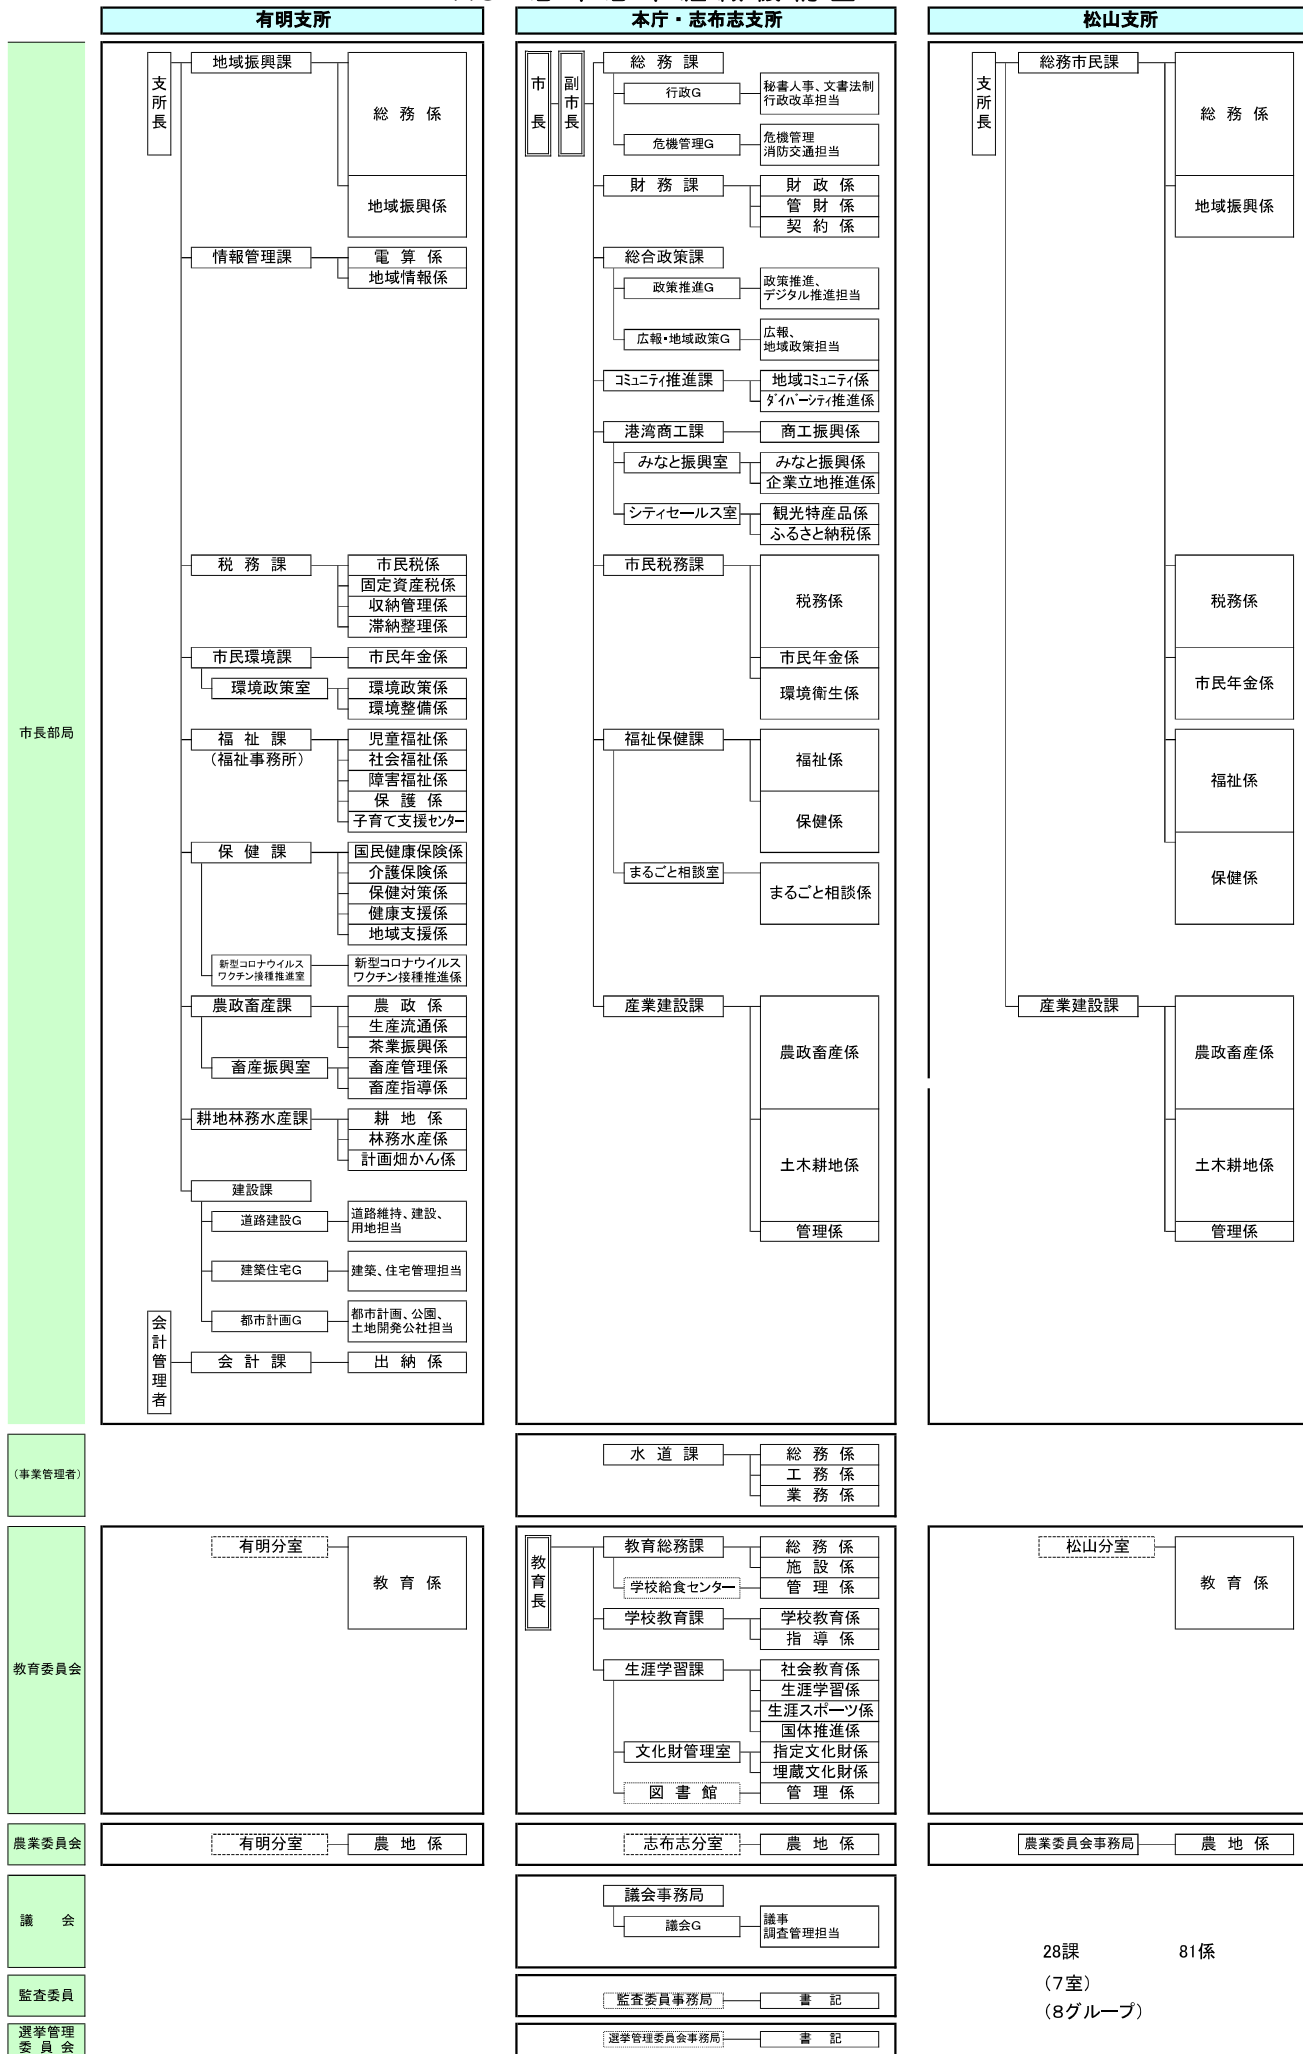 有明支所
本庁・志布志支所
松山支所
市長部局
支所長
地域振興課
総務係
地域振興係
情報管理課
電算係
地域情報係
税務課
市民税係
固定資産税係
収納管理係
滞納整理係
市民環境課
市民年金係
環境政策室
環境政策係
環境整備係
福祉課
(福祉事務所)
児童福祉係
社会福祉係
障害福祉係
保護係
子育て支援センター
保健課
国民健康保険係
介護保険係
保健対策係
健康支援係
地域支援係
新型コロナウイルス
ワクチン接種推進室
新型コロナウイルス
ワクチン接種推進係
農政畜産課
農政係
生産流通係
茶業振興係
畜産振興室
畜産管理係
畜産指導係
耕地林務水産課
耕地係
林務水産係
計画畑かん係
建設課
道路建設G
道路維持、建設、
用地担当
建築住宅G
建築、住宅管理担当
都市計画G
都市計画、公園、
土地開発公社担当
会計管理者
会計課
出納係
市長
副市長
総務課
行政G
秘書人事、文書法制
行政改革担当
危機管理G
危機管理
消防交通担当
財務課
財政係
管財係
契約係
総合政策課
政策推進G
政策推進、
デジタル推進担当
広報・地域政策G
広報、
地域政策担当
コミュニティ推進課
地域コミュニティ係
ダイバーシティ推進係
港湾商工課
商工振興係
みなと振興室
みなと振興係
企業立地推進係
シティセールス室
観光特産品係
ふるさと納税係
市民税務課
税務係
市民年金係
環境衛生係
福祉保健課
福祉係
保健係
まるごと相談室
まるごと相談係
産業建設課
農政畜産係
土木耕地係
管理係
支所長
総務市民課
総務係
地域振興係
税務係
市民年金係
福祉係
保健係
産業建設課
農政畜産係
土木耕地係
管理係
(事業管理者)
水道課
総務係
工務係
業務係
教育委員会
有明分室
教育係
教育長
教育総務課
総務係
施設係
学校給食センター
管理係
学校教育課
学校教育係
指導係
生涯学習課
社会教育係
生涯学習係
生涯スポーツ係
国体推進係
文化財管理室
指定文化財係
埋蔵文化財係
図書館
管理係
松山分室
教育係
農業委員会
有明分室
農地係
志布志分室
農地係
農業委員会事務局
農地係
議会
議会事務局
議会G
議事
調査管理担当
28課 81係
(7室)
(8グループ)
監査委員
監査委員事務局
書記
選挙管理
委員会
選挙管理委員会事務局
書記